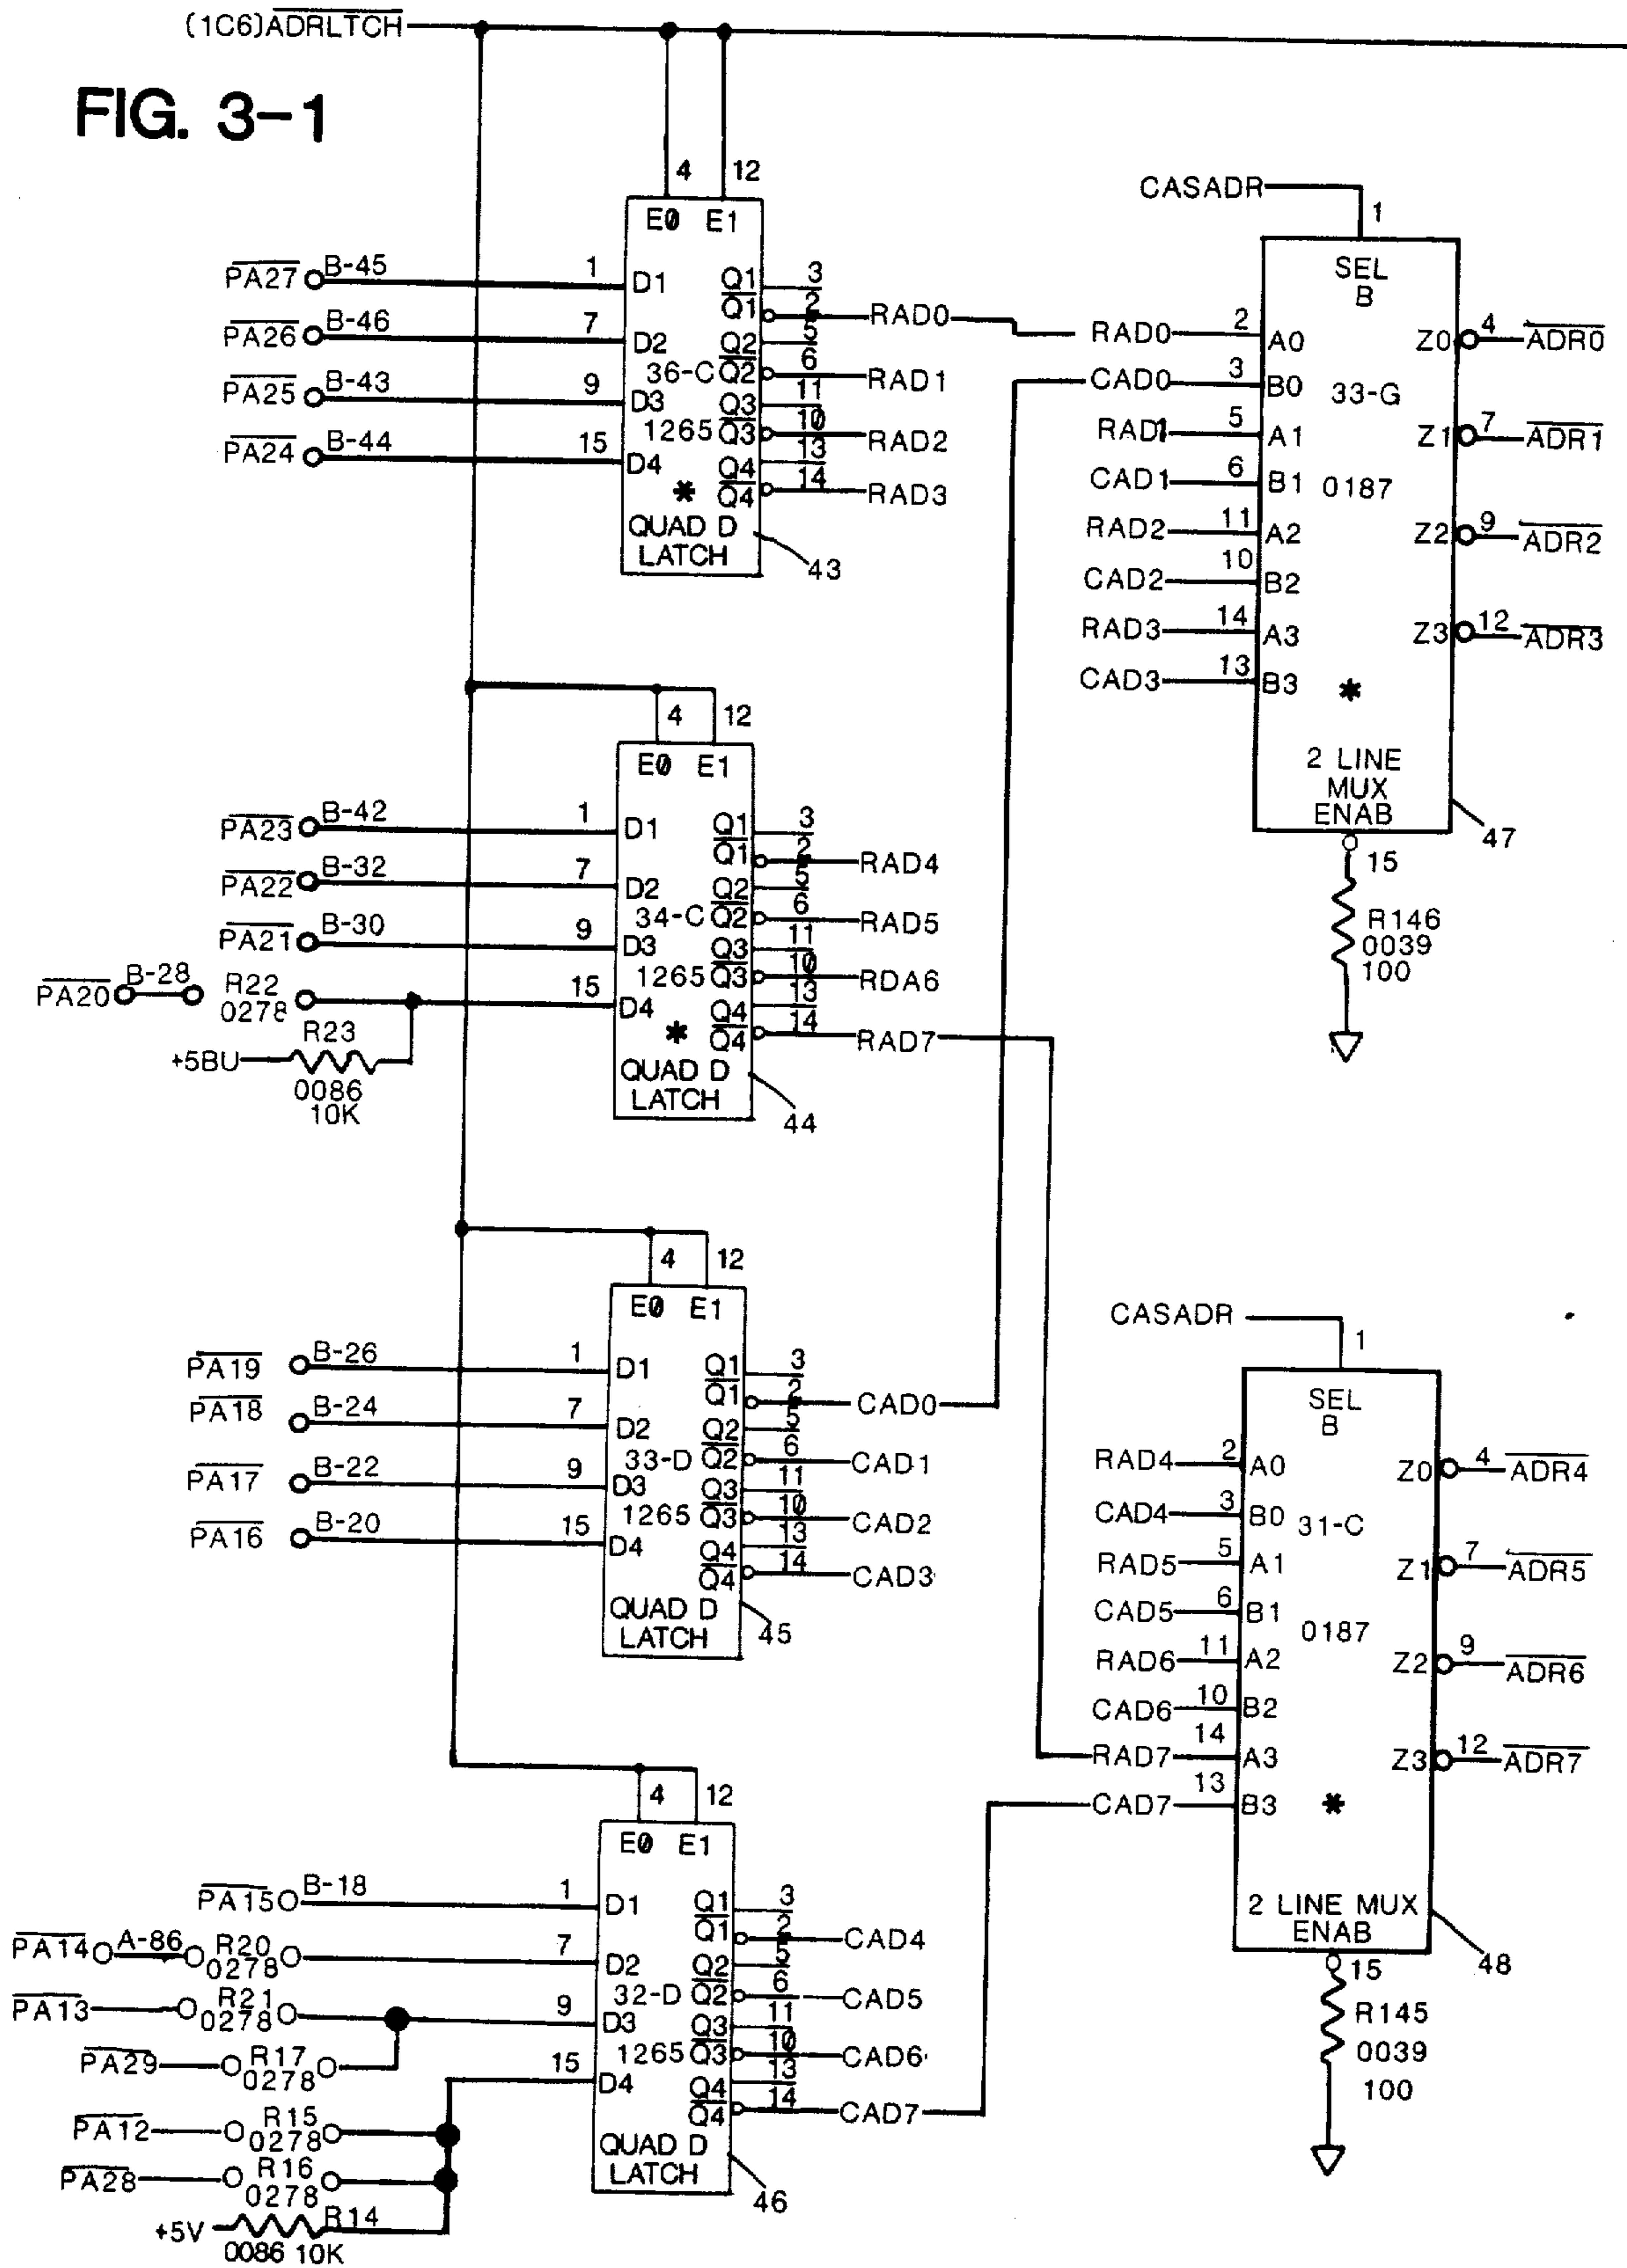 (1C6)ADRLTCH
FIG. 3-1
4 12
E0 E1
PA27 B-45 1 D1 Q1 3
Q1 2 RAD0
PA26 B-46 7 D2 Q2 5
36-C Q2 6 RAD1
PA25 B-43 9 D3 Q3 11
1265 Q3 10 RAD2
PA24 B-44 15 D4 Q4 13
* Q4 14 RAD3
QUAD D
LATCH
43
CASADR
1
SEL
B
RAD0 2 A0 Z0 4 ADR0
CAD0 3 B0 33-G
RAD1 5 A1 Z1 7 ADR1
CAD1 6 B1 0187
RAD2 11 A2 Z2 9 ADR2
CAD2 10 B2
RAD3 14 A3 Z3 12 ADR3
CAD3 13 B3
*
2 LINE
MUX
ENAB
47
15
R146
0039
100
4 12
E0 E1
PA23 B-42 1 D1 Q1 3
Q1 2 RAD4
PA22 B-32 7 D2 Q2 5
34-C Q2 6 RAD5
PA21 B-30 9 D3 Q3 11
1265 Q3 10 RDA6
PA20 B-28 R22 15 D4 Q4 13
0278
* Q4 14 RAD7
R23
+5BU
0086
10K
QUAD D
LATCH
44
4 12
E0 E1
PA19 B-26 1 D1 Q1 3
Q1 2 CAD0
PA18 B-24 7 D2 Q2 5
33-D Q2 6 CAD1
PA17 B-22 9 D3 Q3 11
1265 Q3 10 CAD2
PA16 B-20 15 D4 Q4 13
Q4 14 CAD3
QUAD D
LATCH
45
CASADR
1
SEL
B
RAD4 2 A0 Z0 4 ADR4
CAD4 3 B0 31-C
RAD5 5 A1 Z1 7 ADR5
CAD5 6 B1 0187
RAD6 11 A2 Z2 9 ADR6
CAD6 10 B2
RAD7 14 A3 Z3 12 ADR7
CAD7 13 B3
*
2 LINE MUX
ENAB
48
15
R145
0039
100
4 12
E0 E1
PA15 B-18 1 D1 Q1 3
Q1 2 CAD4
PA14 A-86 R20 7 D2 Q2 5
0278
32-D Q2 6 CAD5
PA13 R21 9 D3 Q3 11
0278
1265 Q3 10 CAD6
PA29 R17 15 D4 Q4 13
0278
Q4 14 CAD7
PA12 R15
0278
QUAD D
LATCH
46
PA28 R16
0278
+5V R14
0086 10K